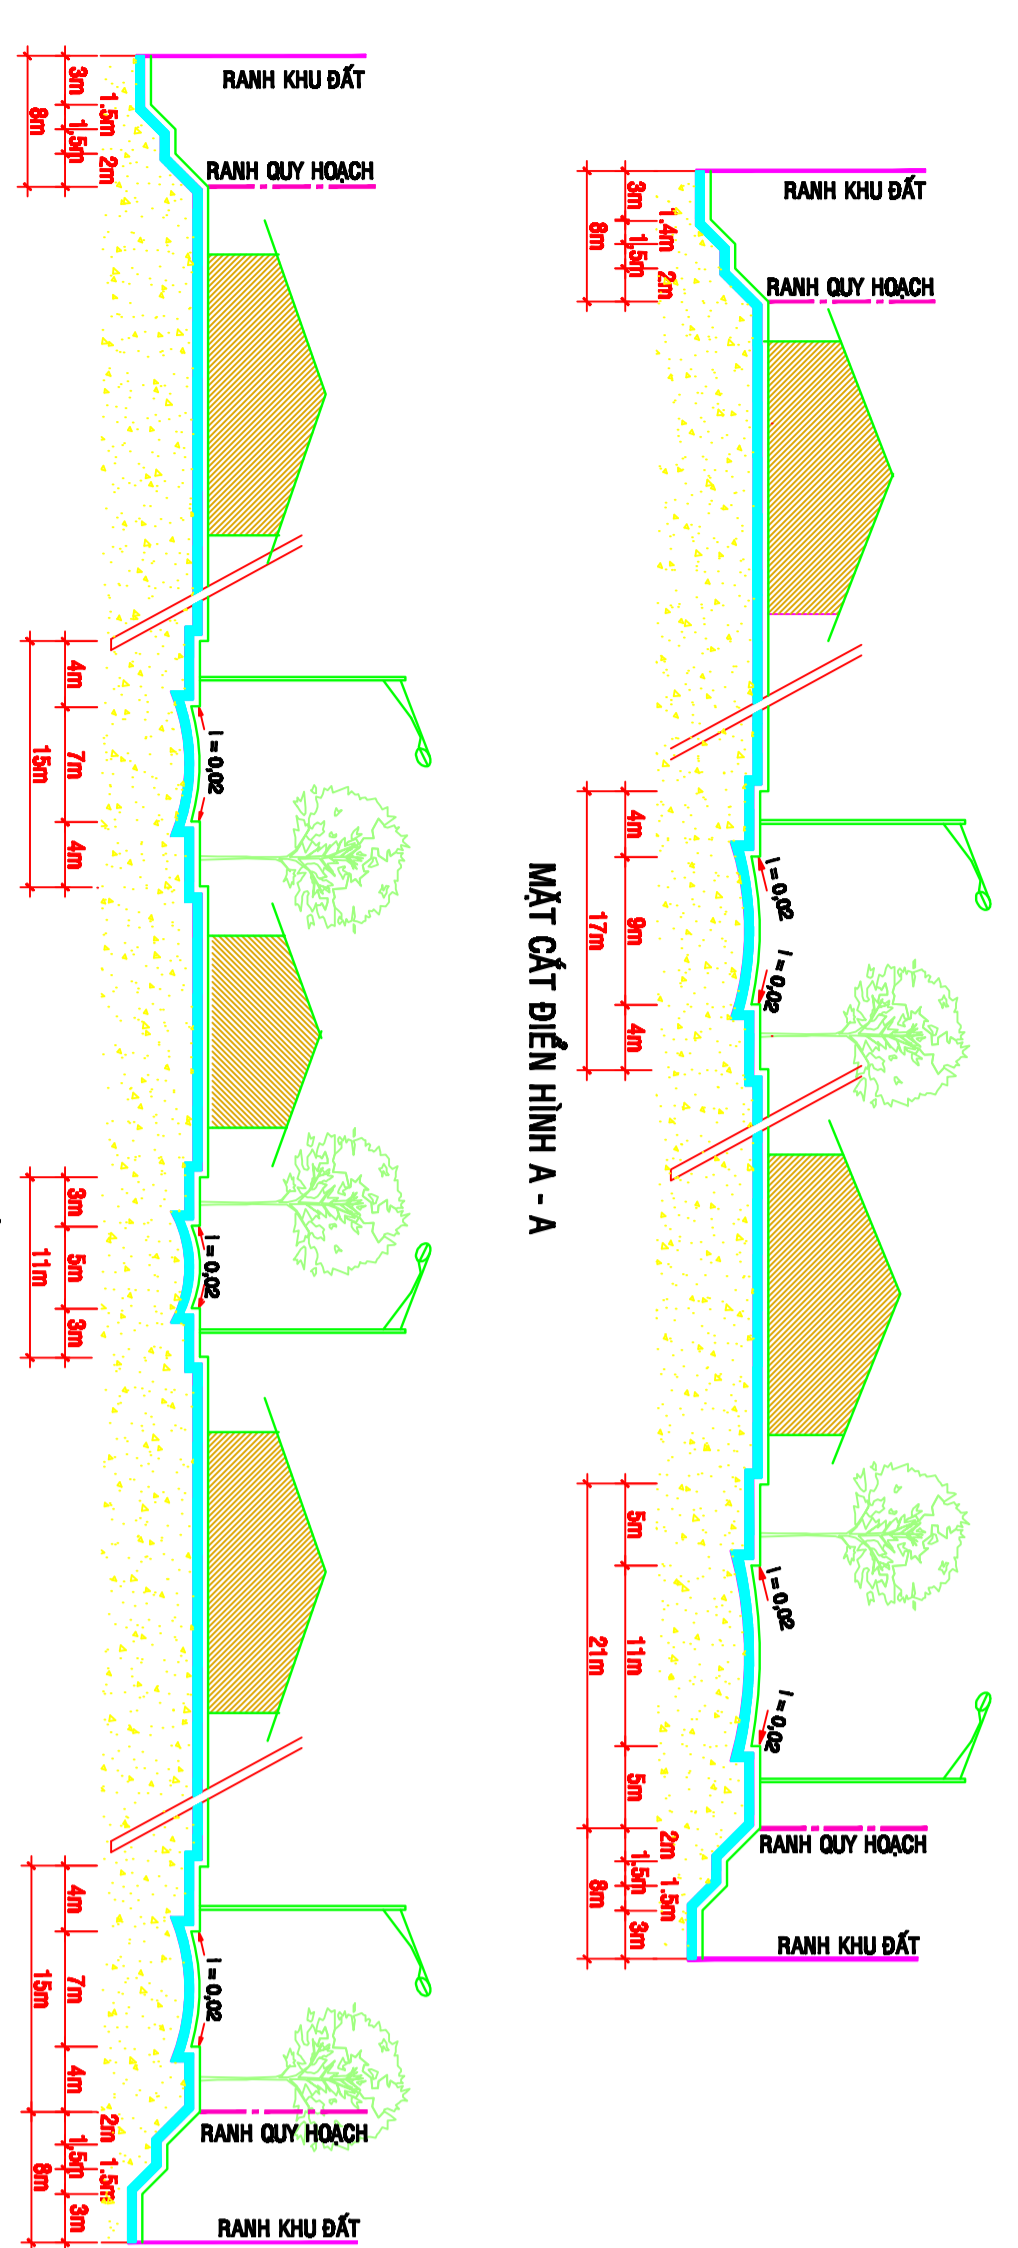 RANH KHU ĐẤT
RANH QUY HOẠCH
3m
1.4m
1,5m
2m
8m
i = 0,02
i = 0,02
4m
9m
4m
17m
i = 0,02
i = 0,02
5m
11m
5m
21m
RANH QUY HOẠCH
2m
1,5m
1.5m
3m
8m
RANH KHU ĐẤT
MẶT CẮT ĐIỂN HÌNH A - A
RANH KHU ĐẤT
RANH QUY HOẠCH
3m
1.5m
1,5m
2m
8m
i = 0,02
4m
7m
4m
15m
i = 0,02
3m
5m
3m
11m
i = 0,02
4m
7m
4m
15m
RANH QUY HOẠCH
2m
1,5m
1.5m
3m
8m
RANH KHU ĐẤT